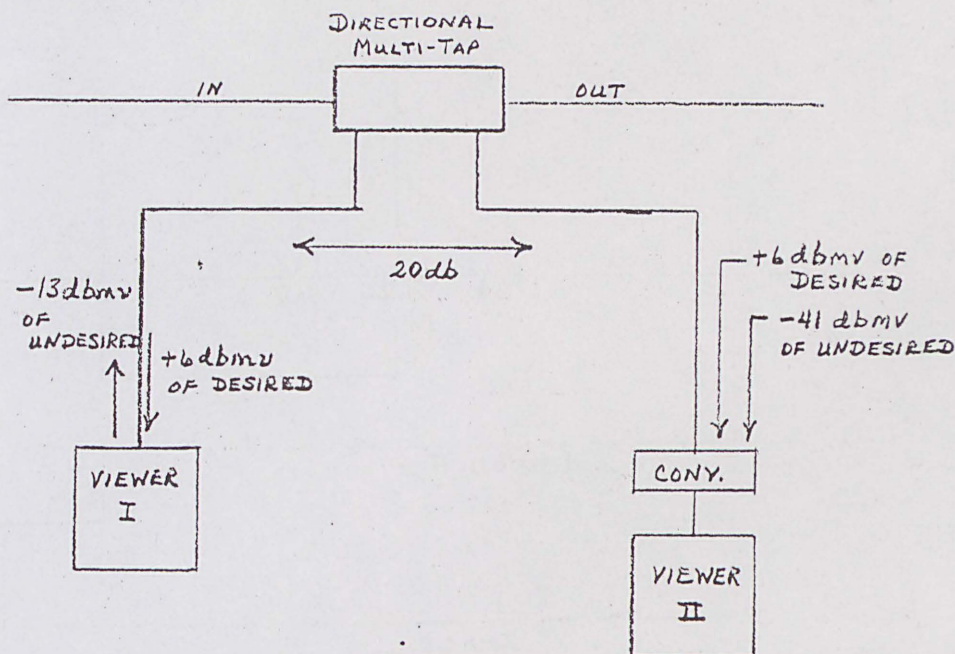 DIRECTIONAL
MULTI-TAP
IN
OUT
20db
-13dbmv
OF
UNDESIRED
+6dbmv
OF DESIRED
+6dbmv OF
DESIRED
-41 dbmv
OF UNDESIRED
VIEWER
I
CONV.
VIEWER
II